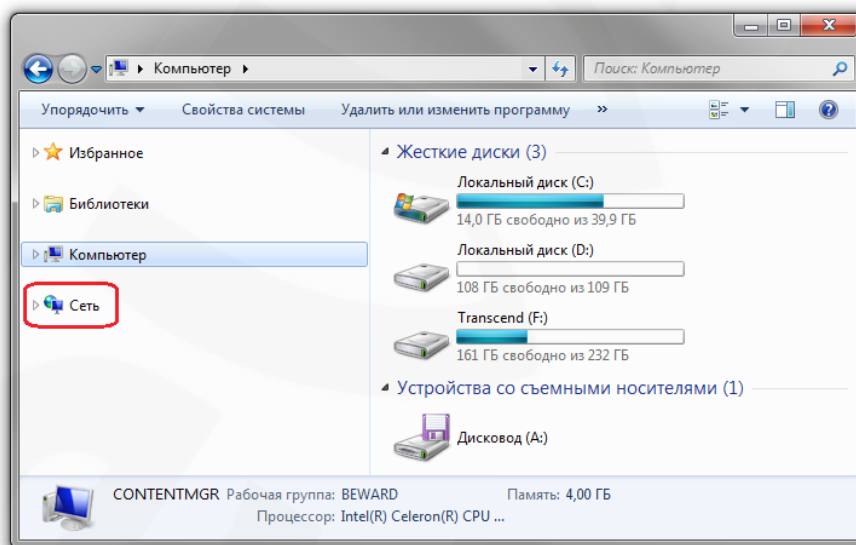 Компьютер
Поиск: Компьютер
Упорядочить Свойства системы Удалить или изменить программу »
Избранное
Библиотеки
Компьютер
Сеть
Жесткие диски (3)
Локальный диск (C:)
14,0 ГБ свободно из 39,9 ГБ
Локальный диск (D:)
108 ГБ свободно из 109 ГБ
Transcend (F:)
161 ГБ свободно из 232 ГБ
Устройства со съемными носителями (1)
Дисковод (A:)
CONTENTMGR Рабочая группа: BEWARD Память: 4,00 ГБ
Процессор: Intel(R) Celeron(R) CPU ...